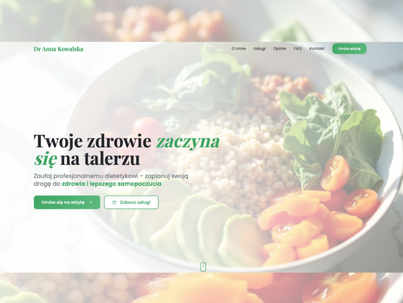 Dr Anna Kowalska
O mnie Usługi Opinie FAQ Kontakt Umów wizytę
Twoje zdrowie zaczyna
się na talerzu
Zaufaj profesjonalnemu dietetykowi – zaplanuj swoją
drogę do zdrowia i lepszego samopoczucia
Umów się na wizytę → Zobacz usługi